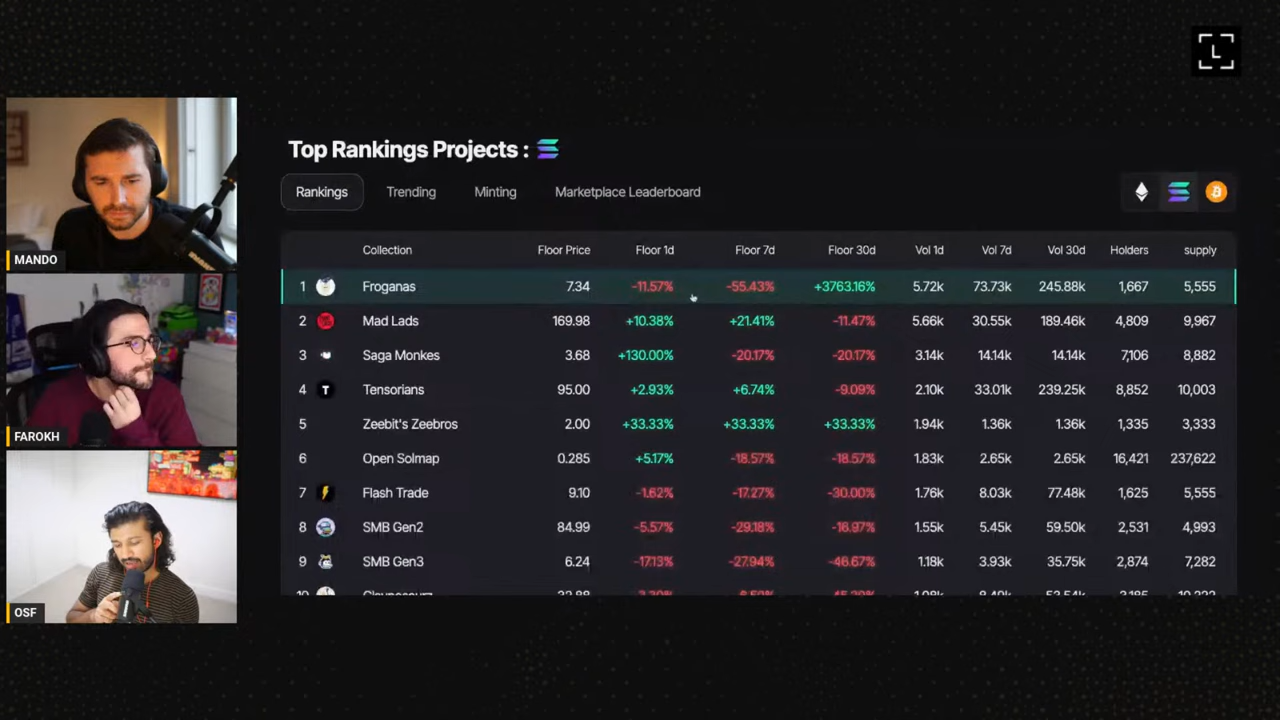 L
Top Rankings Projects :
Rankings Trending Minting Marketplace Leaderboard
Collection Floor Price Floor 1d Floor 7d Floor 30d Vol 1d Vol 7d Vol 30d Holders supply
1 Froganas 7.34 -11.57% -55.43% +3763.16% 5.72k 73.73k 245.88k 1,667 5,555
2 Mad Lads 169.98 +10.38% +21.41% -11.47% 5.66k 30.55k 189.46k 4,809 9,967
3 Saga Monkes 3.68 +130.00% -20.17% -20.17% 3.14k 14.14k 14.14k 7,106 8,882
4 T Tensorians 95.00 +2.93% +6.74% -9.09% 2.10k 33.01k 239.25k 8,852 10,003
5 Zeebit's Zeebros 2.00 +33.33% +33.33% +33.33% 1.94k 1.36k 1.36k 1,335 3,333
6 Open Solmap 0.285 +5.17% -18.57% -18.57% 1.83k 2.65k 2.65k 16,421 237,622
7 Flash Trade 9.10 -1.62% -17.27% -30.00% 1.76k 8.03k 77.48k 1,625 5,555
8 SMB Gen2 84.99 -5.57% -29.18% -16.97% 1.55k 5.45k 59.50k 2,531 4,993
9 SMB Gen3 6.24 -17.13% -27.94% -46.67% 1.18k 3.93k 35.75k 2,874 7,282
MANDO
FAROKH
OSF